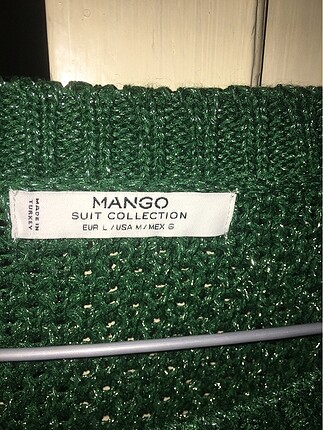 MANGO
SUIT COLLECTION
EUR L / USA M / MEX G
MADE IN
TURKEY